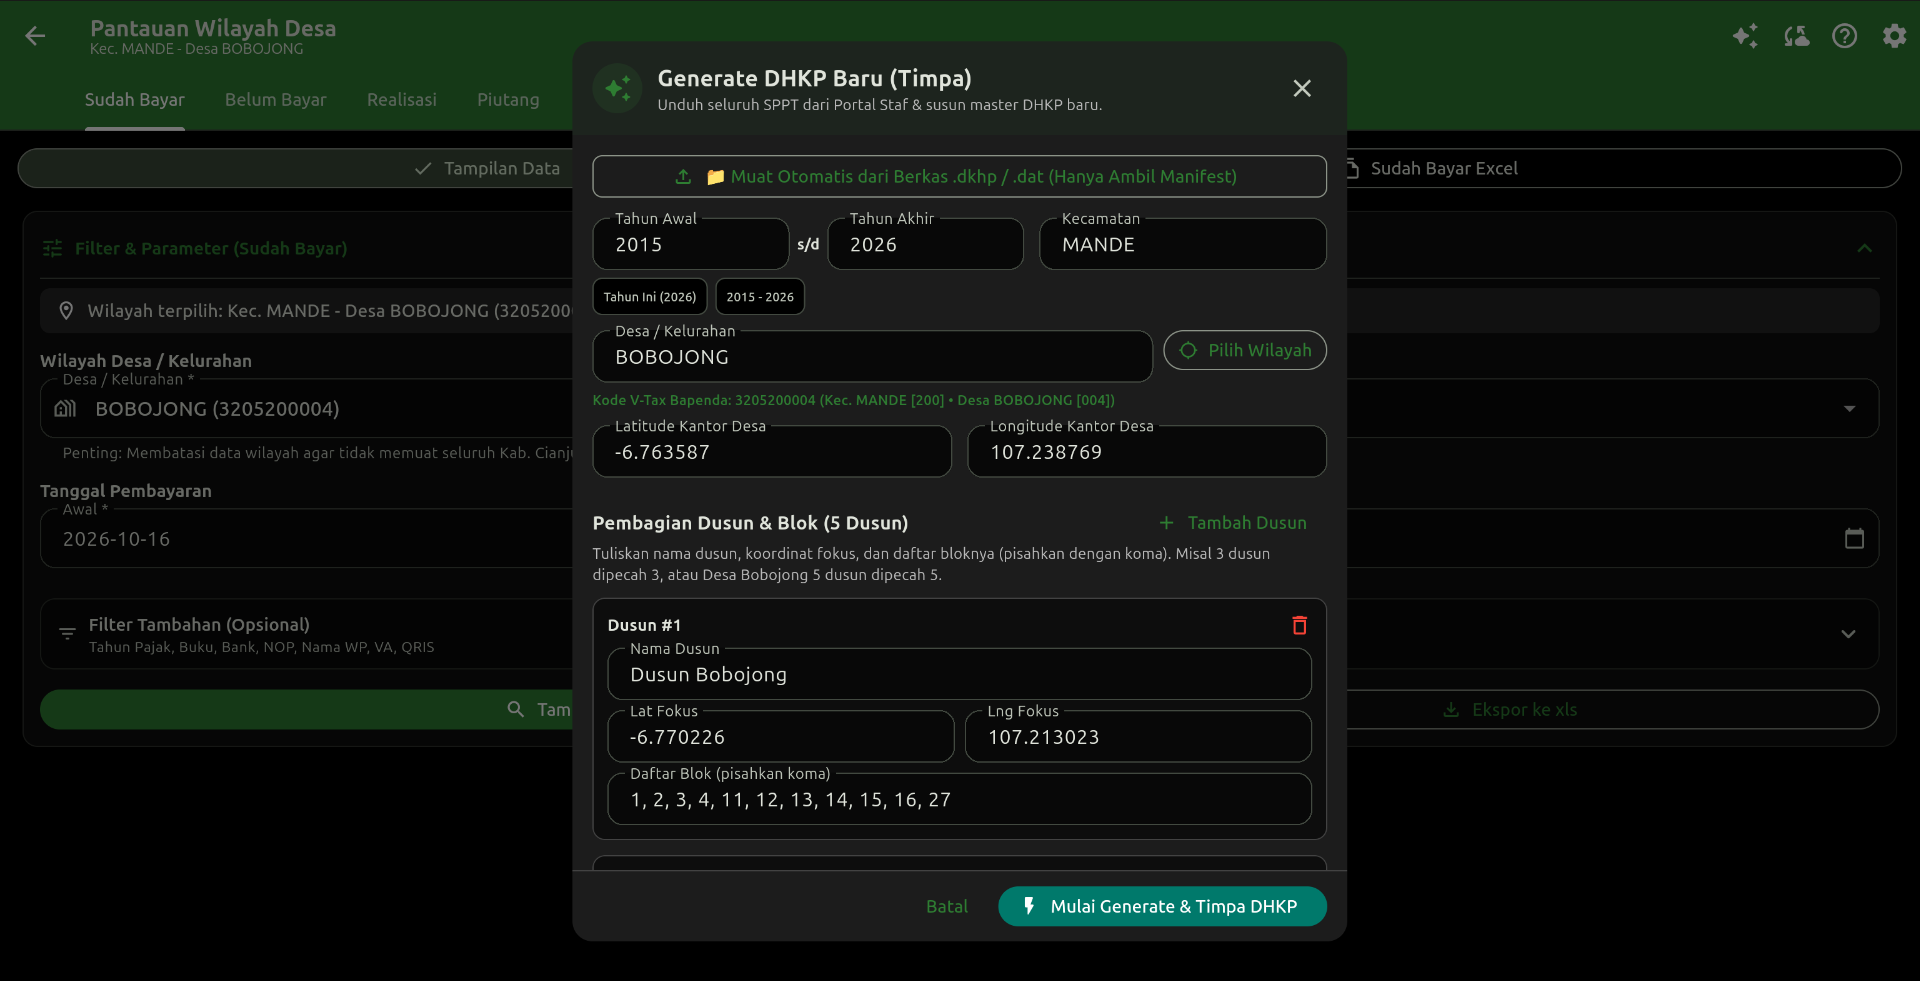 Pantauan Wilayah Desa
Kec. MANDE - Desa BOBOJONG
Sudah Bayar
Belum Bayar
Realisasi
Piutang
Tampilan Data
Sudah Bayar Excel
Filter & Parameter (Sudah Bayar)
Wilayah terpilih: Kec. MANDE - Desa BOBOJONG (320520
Wilayah Desa / Kelurahan
Desa / Kelurahan *
BOBOJONG (3205200004)
Penting: Membatasi data wilayah agar tidak memuat seluruh Kab.
Tanggal Pembayaran
Awal *
2026-10-16
Filter Tambahan (Opsional)
Tahun Pajak, Buku, Bank, NOP, Nama WP, VA, QRIS
Tam
Ekspor ke xls
Generate DHKP Baru (Timpa)
Unduh seluruh SPPT dari Portal Staf & susun master DHKP baru.
📁 Muat Otomatis dari Berkas .dkhp / .dat (Hanya Ambil Manifest)
Tahun Awal
2015
s/d
Tahun Akhir
2026
Kecamatan
MANDE
Tahun Ini (2026)
2015 - 2026
Desa / Kelurahan
BOBOJONG
Pilih Wilayah
Kode V-Tax Bapenda: 3205200004 (Kec. MANDE [200] • Desa BOBOJONG [004])
Latitude Kantor Desa
-6.763587
Longitude Kantor Desa
107.238769
Pembagian Dusun & Blok (5 Dusun)
Tambah Dusun
Tuliskan nama dusun, koordinat fokus, dan daftar bloknya (pisahkan dengan koma). Misal 3 dusun
dipecah 3, atau Desa Bobojong 5 dusun dipecah 5.
Dusun #1
Nama Dusun
Dusun Bobojong
Lat Fokus
-6.770226
Lng Fokus
107.213023
Daftar Blok (pisahkan koma)
1, 2, 3, 4, 11, 12, 13, 14, 15, 16, 27
Batal
Mulai Generate & Timpa DHKP